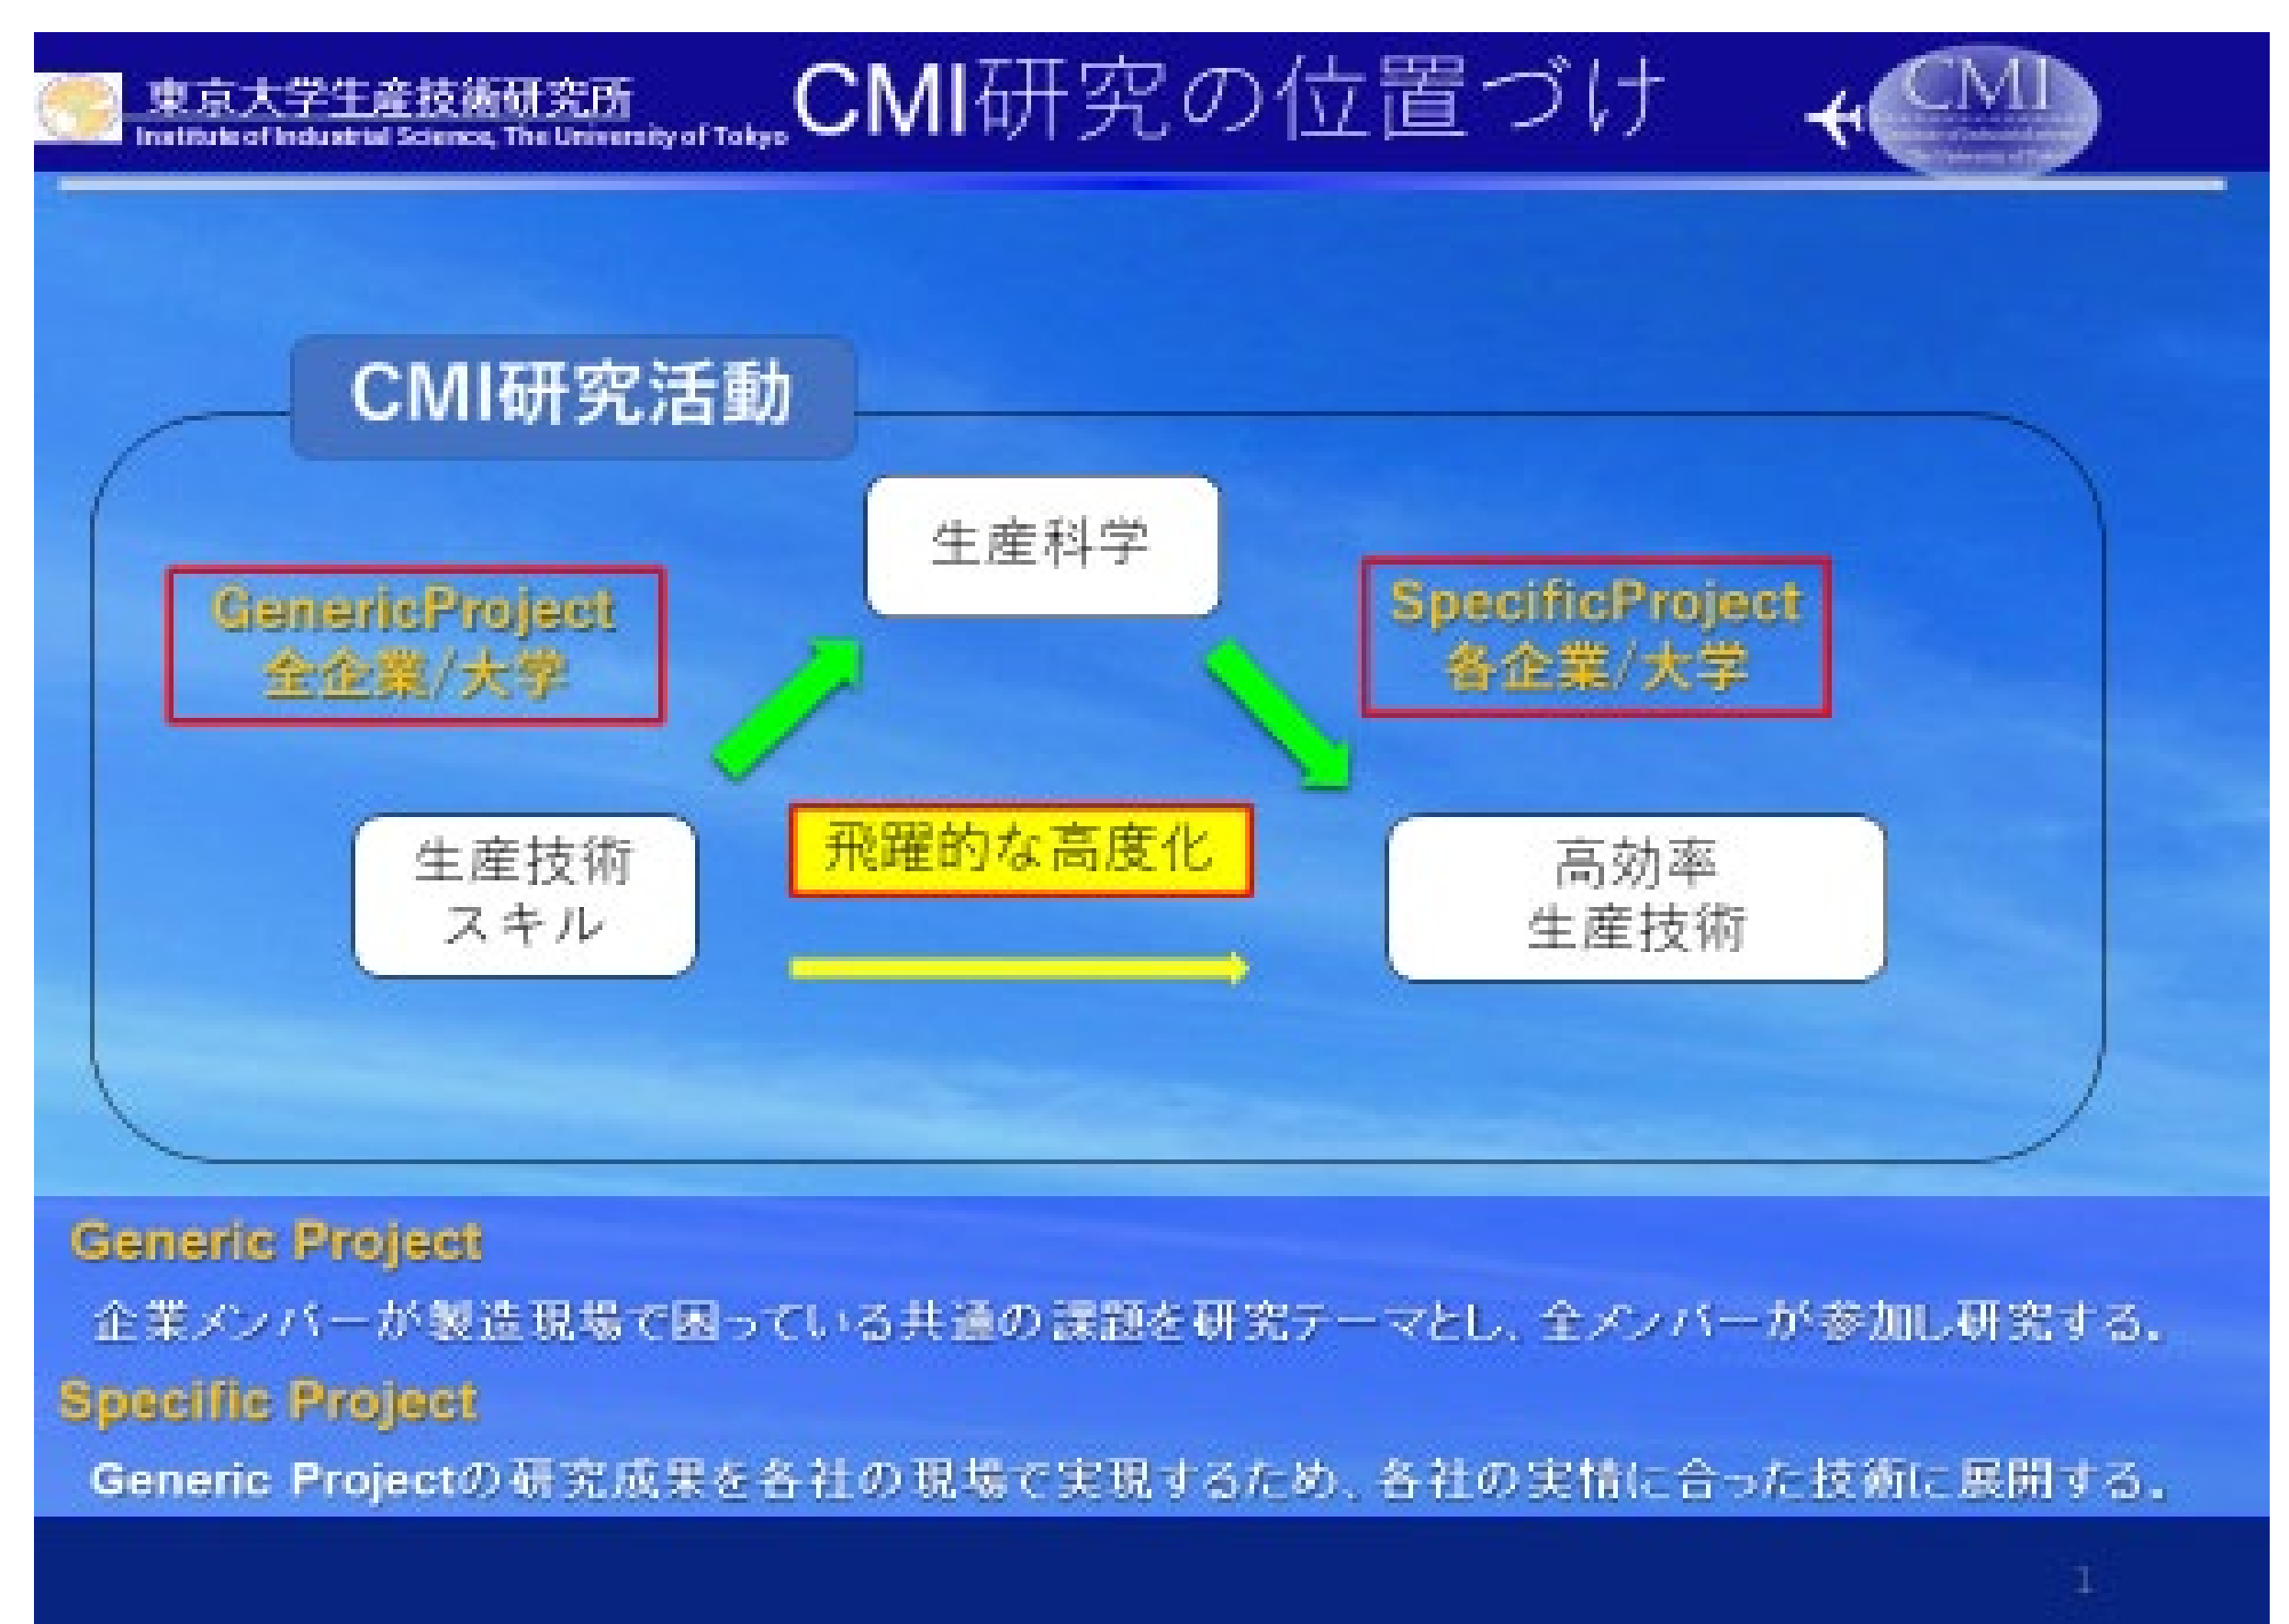 東京大学生産技術研究所
Institute of Industrial Science, The University of Tokyo
CMI研究の位置づけ
CMI
CMI研究活動
生産科学
GenericProject
全企業/大学
SpecificProject
各企業/大学
飛躍的な高度化
生産技術
スキル
高効率
生産技術
Generic Project
企業メンバーが製造現場で困っている共通の課題を研究テーマとし、全メンバーが参加し研究する。
Specific Project
Generic Projectの研究成果を各社の現場で実現するため、各社の実情に合った技術に展開する。
1